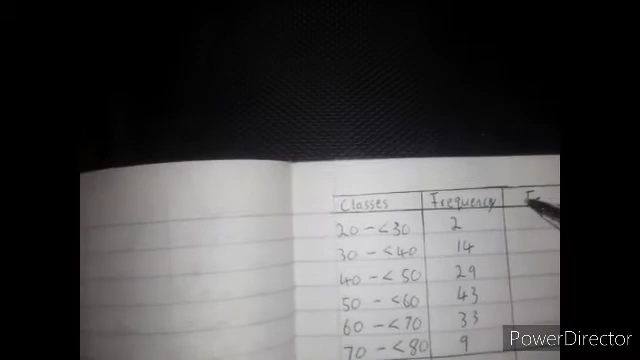 Classes Frequency
20 - <30 2
30 - <40 14
40 - <50 29
50 - <60 43
60 - <70 33
70 - <80 9
PowerDirector